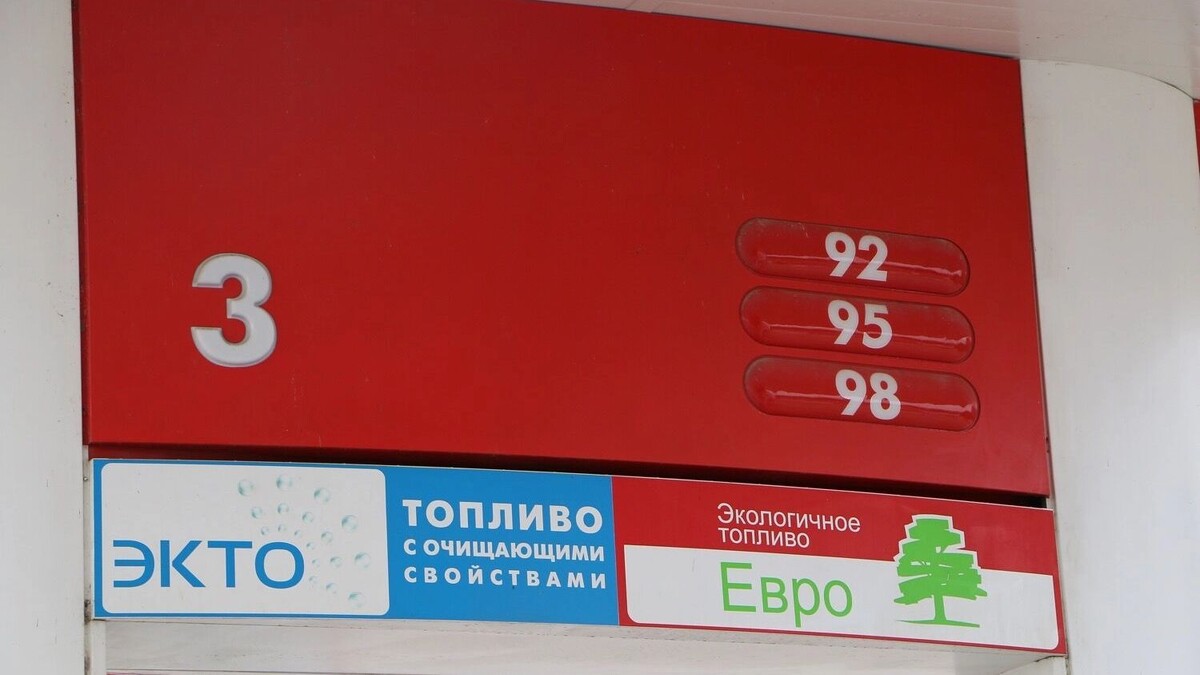 3
92
95
98
ЭКТО
ТОПЛИВО
С ОЧИЩАЮЩИМИ
СВОЙСТВАМИ
Экологичное
топливо
Евро